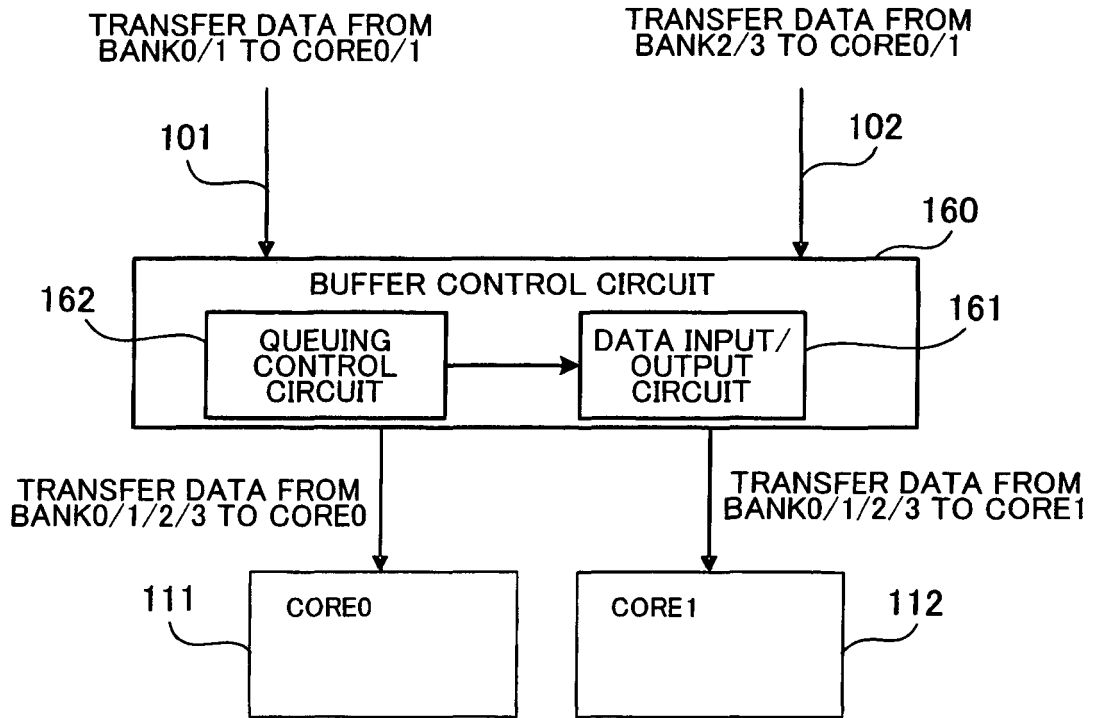 TRANSFER DATA FROM
BANK0/1 TO CORE0/1
TRANSFER DATA FROM
BANK2/3 TO CORE0/1
101
102
160
BUFFER CONTROL CIRCUIT
162
QUEUING
CONTROL
CIRCUIT
DATA INPUT/
OUTPUT
CIRCUIT
161
TRANSFER DATA FROM
BANK0/1/2/3 TO CORE0
TRANSFER DATA FROM
BANK0/1/2/3 TO CORE1
111
CORE0
CORE1
112